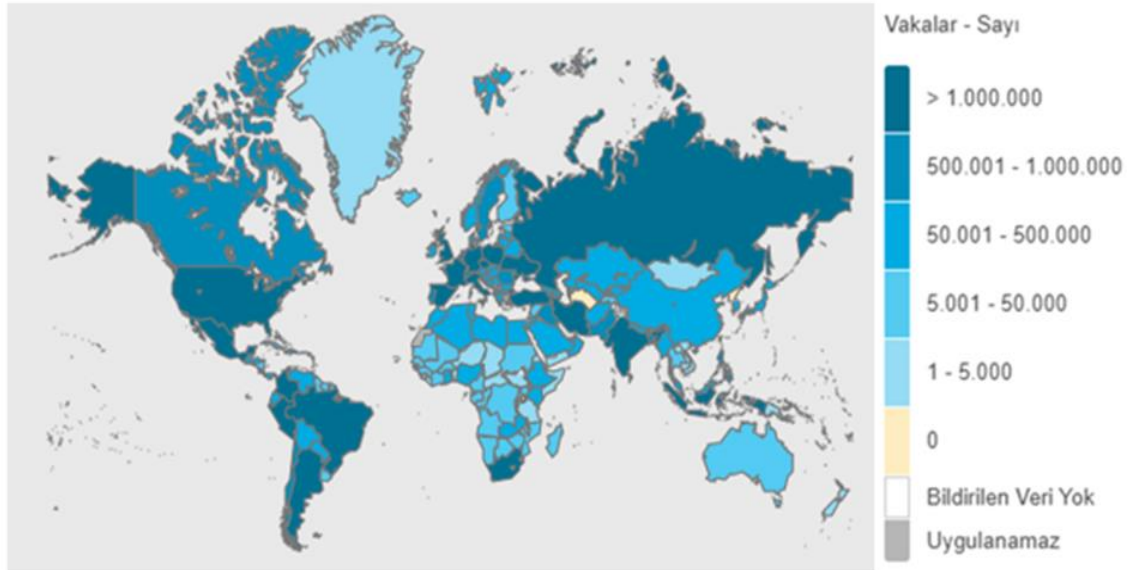 Vakalar - Sayı
> 1.000.000
500.001 - 1.000.000
50.001 - 500.000
5.001 - 50.000
1 - 5.000
0
Bildirilen Veri Yok
Uygulanamaz